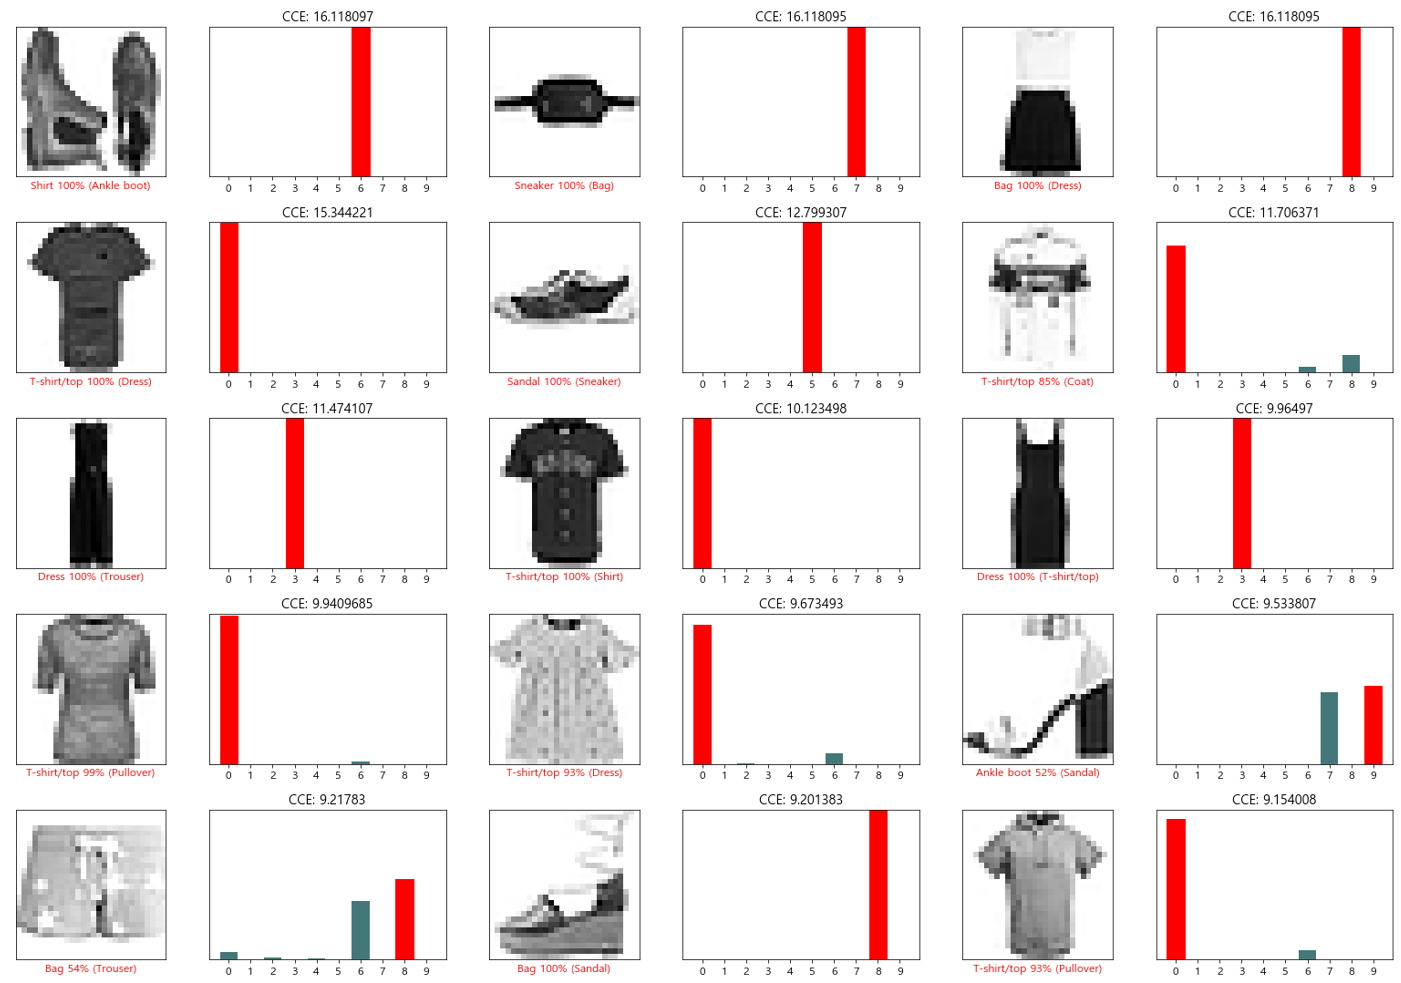 CCE: 16.118097
CCE: 16.118095
CCE: 16.118095
0 1 2 3 4 5 6 7 8 9
0 1 2 3 4 5 6 7 8 9
0 1 2 3 4 5 6 7 8 9
Shirt 100% (Ankle boot)
Sneaker 100% (Bag)
Bag 100% (Dress)
CCE: 15.344221
CCE: 12.799307
CCE: 11.706371
0 1 2 3 4 5 6 7 8 9
0 1 2 3 4 5 6 7 8 9
0 1 2 3 4 5 6 7 8 9
T-shirt/top 100% (Dress)
Sandal 100% (Sneaker)
T-shirt/top 85% (Coat)
CCE: 11.474107
CCE: 10.123498
CCE: 9.96497
0 1 2 3 4 5 6 7 8 9
0 1 2 3 4 5 6 7 8 9
0 1 2 3 4 5 6 7 8 9
Dress 100% (Trouser)
T-shirt/top 100% (Shirt)
Dress 100% (T-shirt/top)
CCE: 9.9409685
CCE: 9.673493
CCE: 9.533807
0 1 2 3 4 5 6 7 8 9
0 1 2 3 4 5 6 7 8 9
0 1 2 3 4 5 6 7 8 9
T-shirt/top 99% (Pullover)
T-shirt/top 93% (Dress)
Ankle boot 52% (Sandal)
CCE: 9.21783
CCE: 9.201383
CCE: 9.154008
0 1 2 3 4 5 6 7 8 9
0 1 2 3 4 5 6 7 8 9
0 1 2 3 4 5 6 7 8 9
Bag 54% (Trouser)
Bag 100% (Sandal)
T-shirt/top 93% (Pullover)